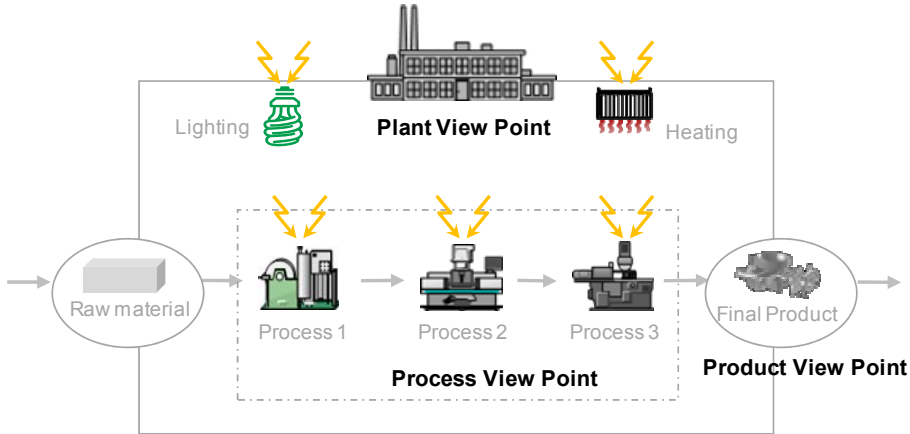 Lighting
Plant View Point
Heating
Raw material
Process 1
Process 2
Process 3
Final Product
Process View Point
Product View Point